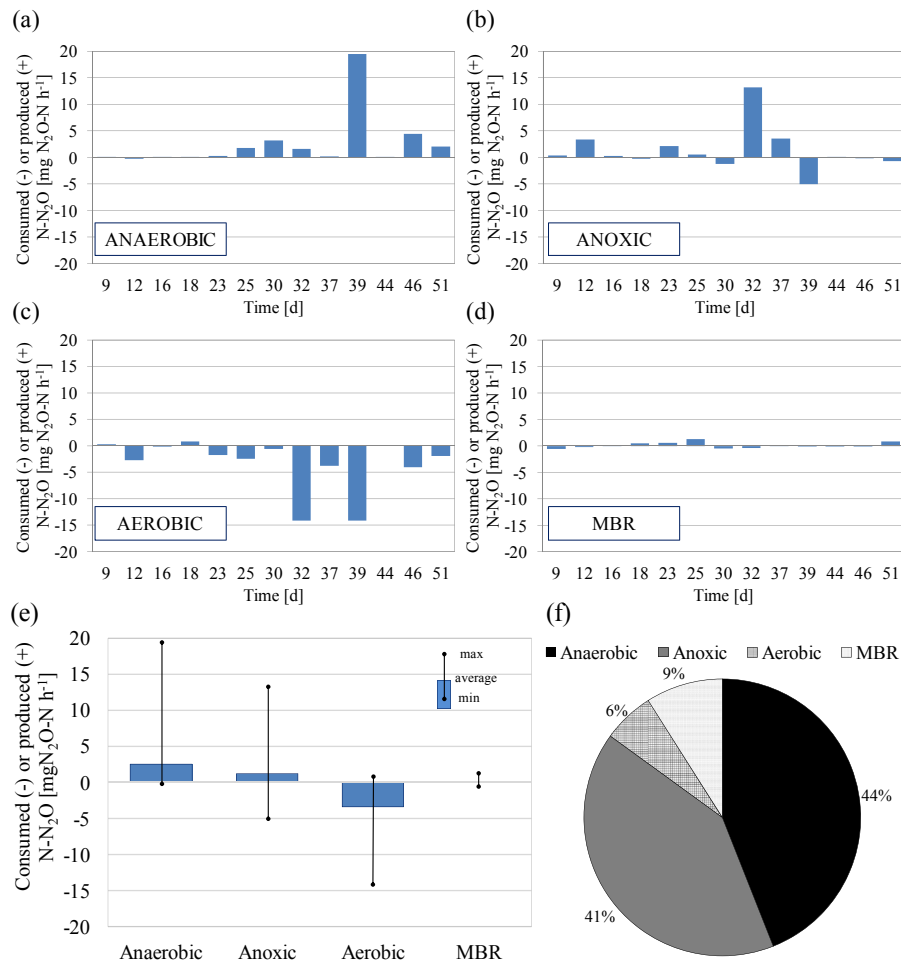 (a)
Consumed (-) or produced (+)
N-N₂O [mg N₂O-N h⁻¹]
20
15
10
5
0
-5
-10
-15
-20
ANAEROBIC
9 12 16 18 23 25 30 32 37 39 44 46 51
Time [d]
(b)
Consumed (-) or produced (+)
N-N₂O [mg N₂O-N h⁻¹]
20
15
10
5
0
-5
-10
-15
-20
ANOXIC
9 12 16 18 23 25 30 32 37 39 44 46 51
Time [d]
(c)
Consumed (-) or produced (+)
N-N₂O [mg N₂O-N h⁻¹]
20
15
10
5
0
-5
-10
-15
-20
AEROBIC
9 12 16 18 23 25 30 32 37 39 44 46 51
Time [d]
(d)
Consumed (-) or produced (+)
N-N₂O [mg N₂O-N h⁻¹]
20
15
10
5
0
-5
-10
-15
-20
MBR
9 12 16 18 23 25 30 32 37 39 44 46 51
Time [d]
(e)
Consumed (-) or produced (+)
N-N₂O [mgN₂O-N h⁻¹]
20
15
10
5
0
-5
-10
-15
-20
max
average
min
Anaerobic Anoxic Aerobic MBR
(f)
Anaerobic Anoxic Aerobic MBR
9%
6%
44%
41%